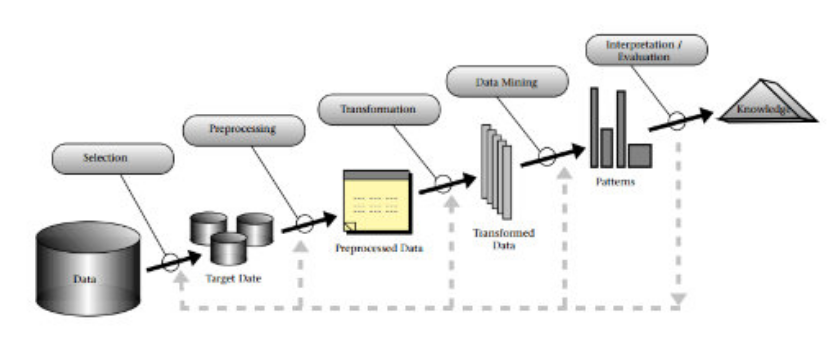 Interpretation /
Evaluation
Data Mining
Knowledge
Transformation
Preprocessing
Selection
Patterns
Transformed
Data
Preprocessed Data
Target Date
Data